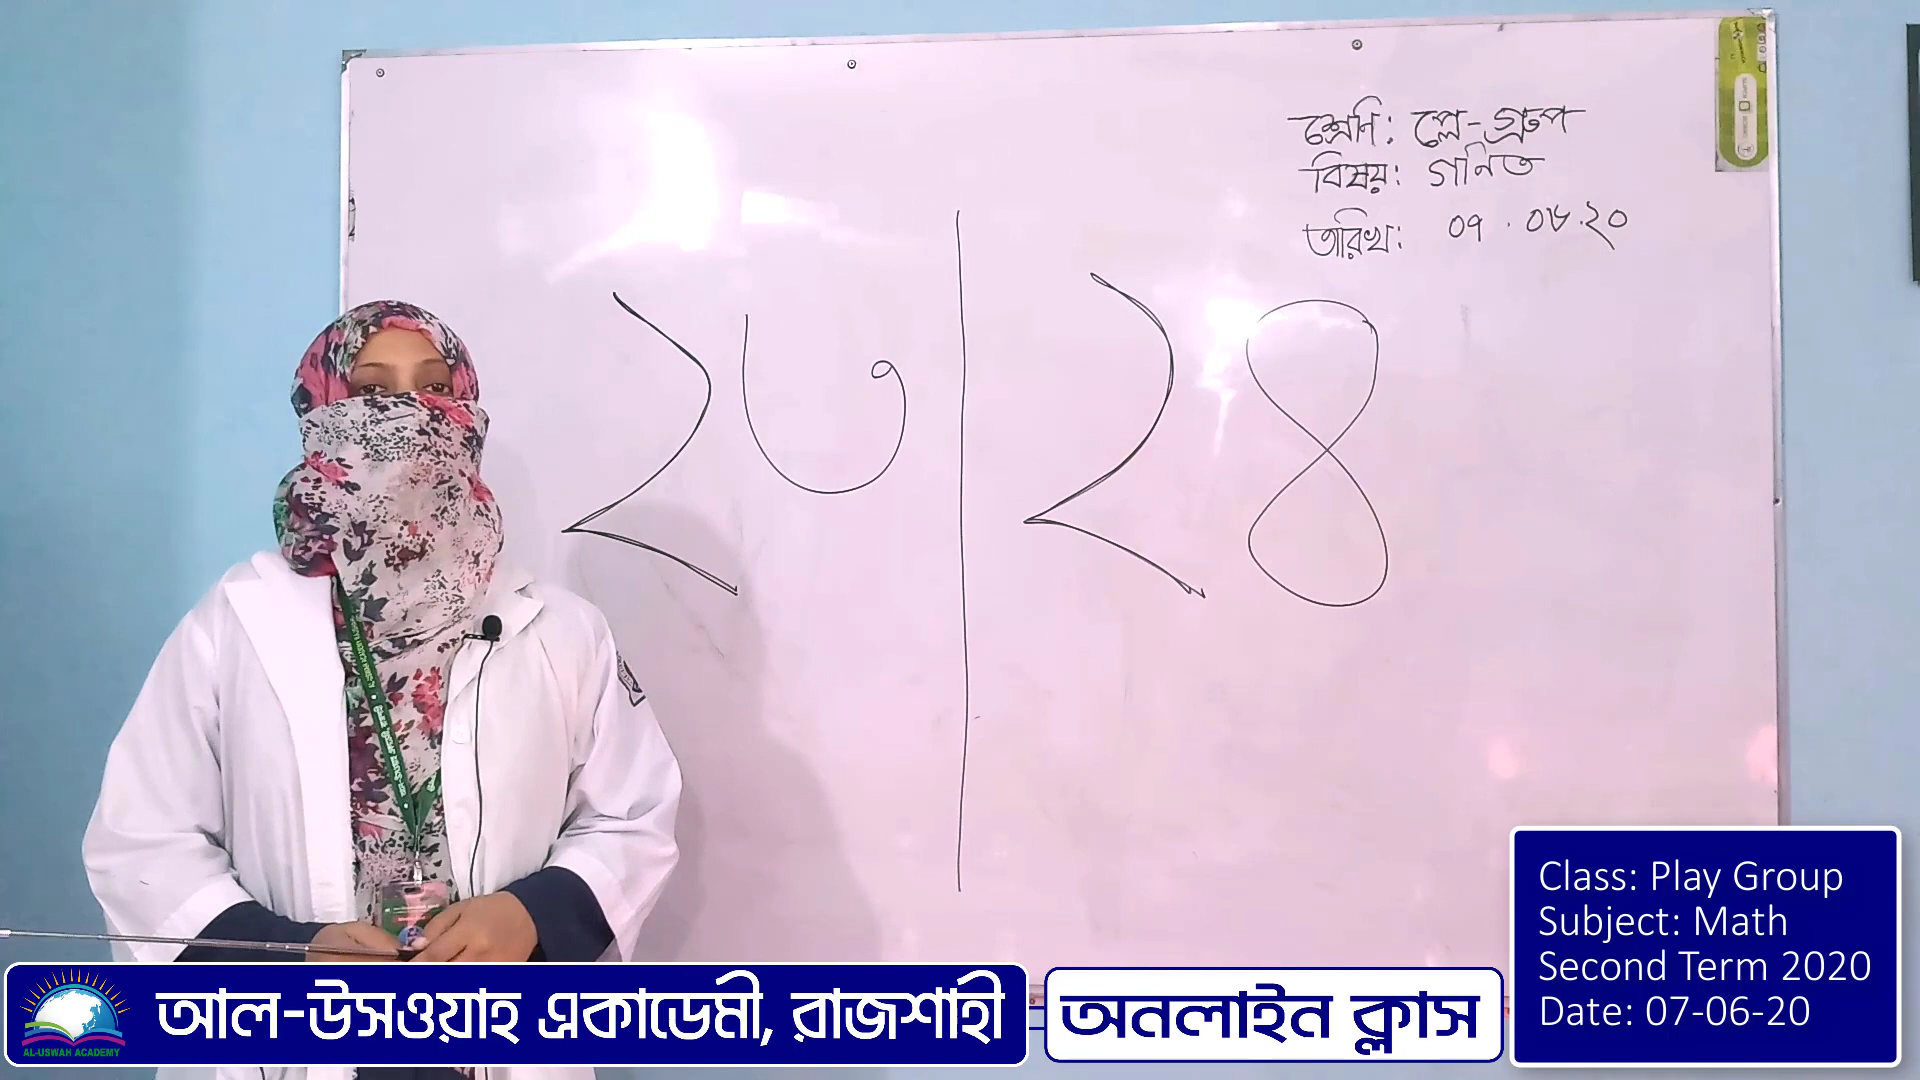 শ্রেণি: প্লে-গ্রুপ
বিষয়: গনিত
তারিখ: ০৭.০৬.২০
২৩
২৪
Class: Play Group
Subject: Math
Second Term 2020
Date: 07-06-20
AL-USWAH ACADEMY
আল-উসওয়াহ একাডেমী, রাজশাহী
অনলাইন ক্লাস